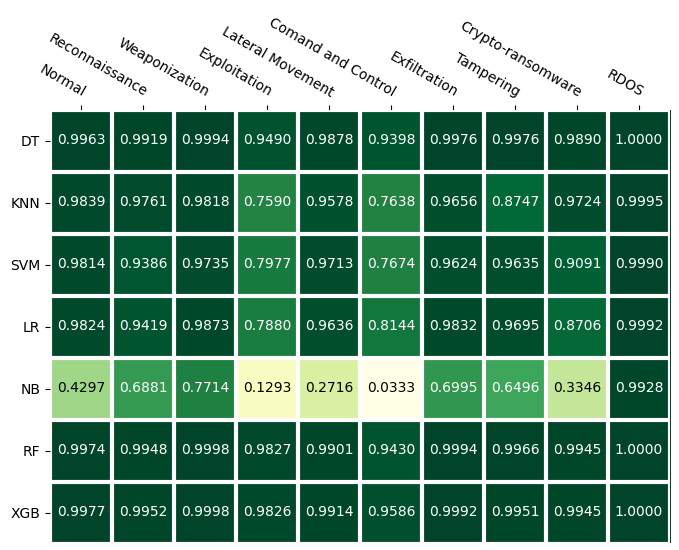 Normal
Reconnaissance
Weaponization
Exploitation
Lateral Movement
Comand and Control
Exfiltration
Tampering
Crypto-ransomware
RDOS
DT 0.9963 0.9919 0.9994 0.9490 0.9878 0.9398 0.9976 0.9976 0.9890 1.0000
KNN 0.9839 0.9761 0.9818 0.7590 0.9578 0.7638 0.9656 0.8747 0.9724 0.9995
SVM 0.9814 0.9386 0.9735 0.7977 0.9713 0.7674 0.9624 0.9635 0.9091 0.9990
LR 0.9824 0.9419 0.9873 0.7880 0.9636 0.8144 0.9832 0.9695 0.8706 0.9992
NB 0.4297 0.6881 0.7714 0.1293 0.2716 0.0333 0.6995 0.6496 0.3346 0.9928
RF 0.9974 0.9948 0.9998 0.9827 0.9901 0.9430 0.9994 0.9966 0.9945 1.0000
XGB 0.9977 0.9952 0.9998 0.9826 0.9914 0.9586 0.9992 0.9951 0.9945 1.0000